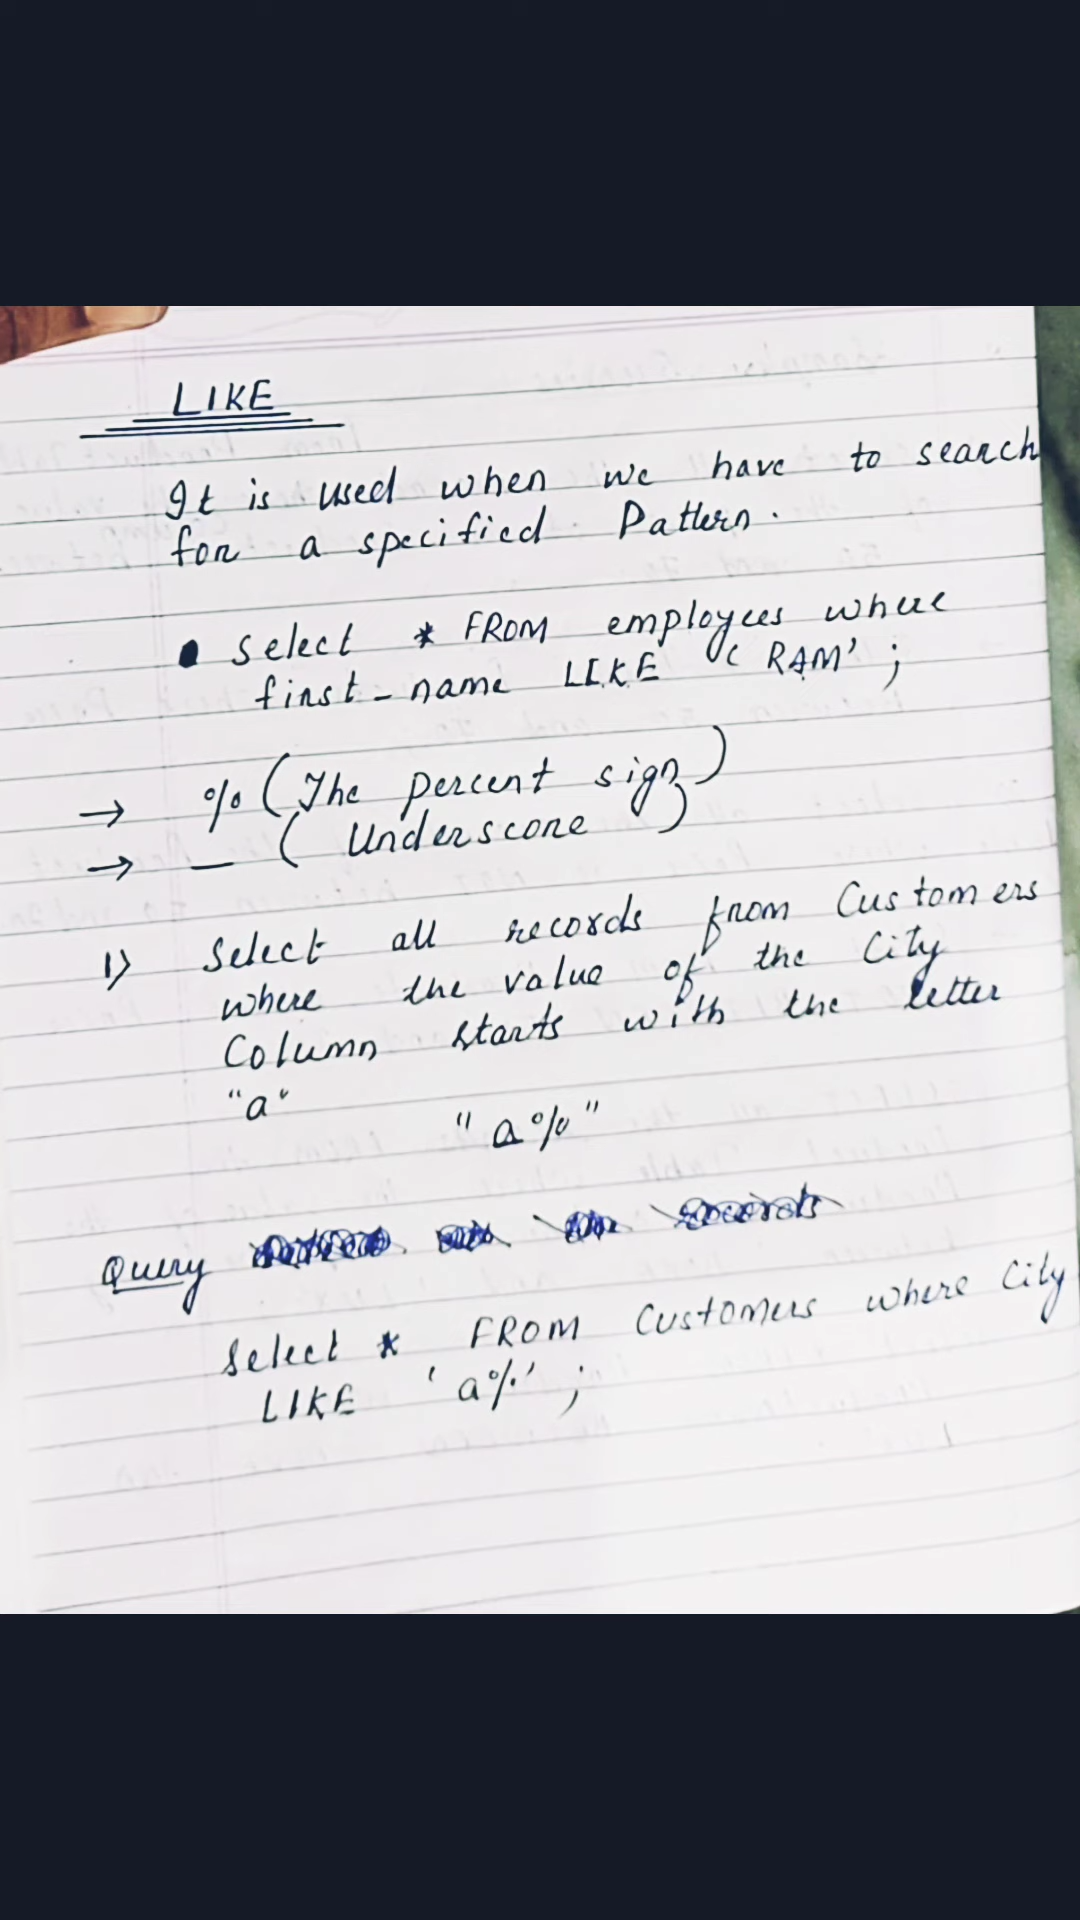 LIKE
It is used when we have to search
for a specified Pattern.
Select * FROM employees where
first_name LIKE ‘RAM’;
→ % (The percent sign)
→ _ (Underscore)
1) Select all records from Customers
where the value of the City
Column starts with the letter
"a"
"a%"
Query
Select * FROM Customers where City
LIKE 'a%';